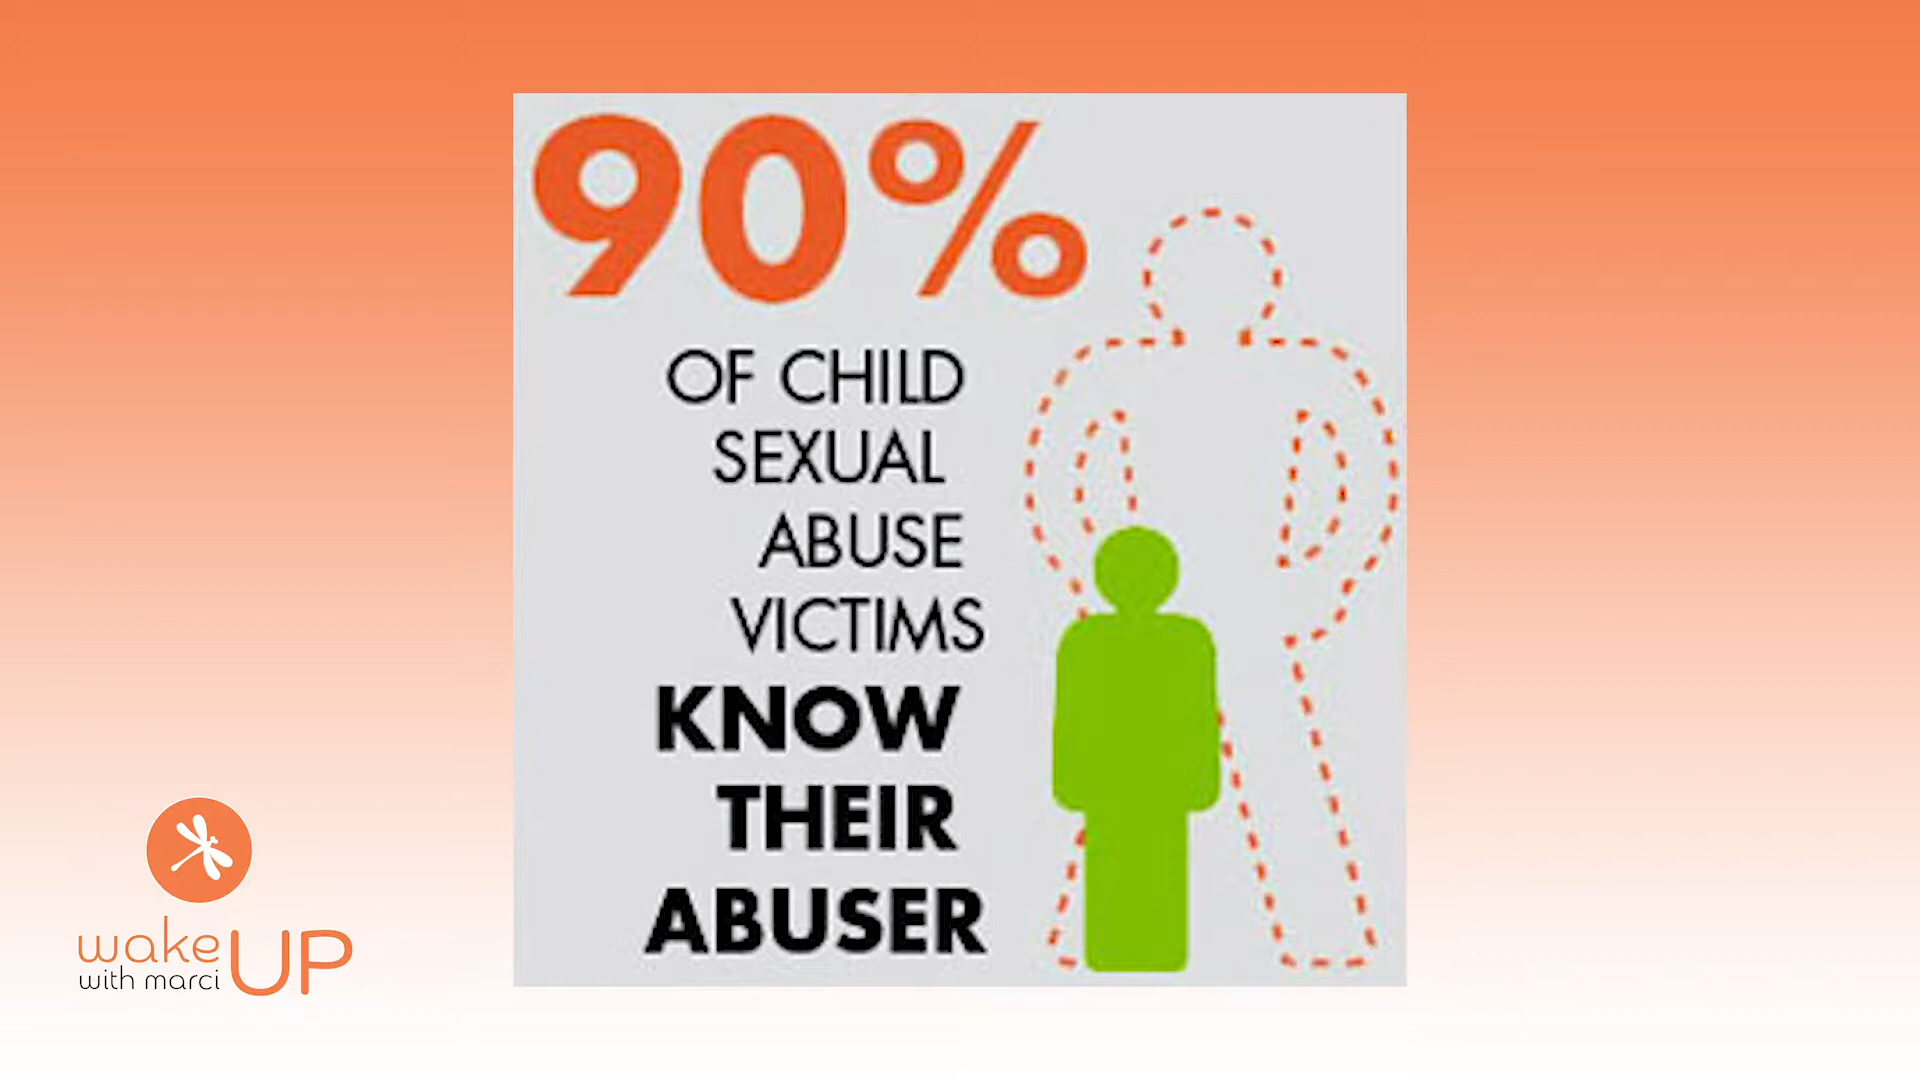 90%
OF CHILD
SEXUAL
ABUSE
VICTIMS
KNOW
THEIR
ABUSER
wake UP
with marci